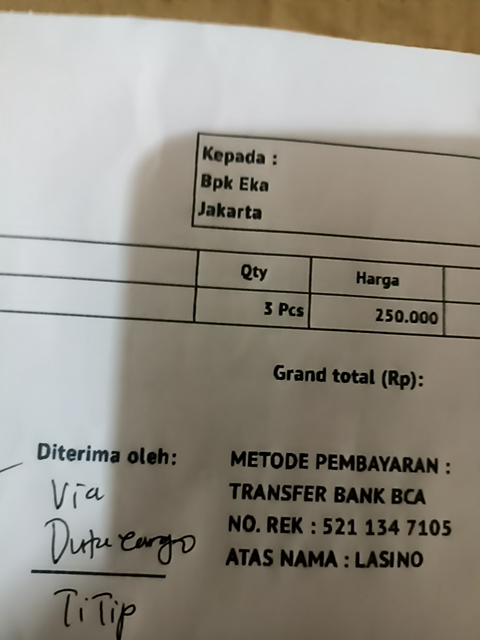 Kepada :
Bpk Eka
Jakarta
Qty Harga
3 Pcs 250.000
Grand total (Rp):
Diterima oleh:
Via
Duta cargo
TiTip
METODE PEMBAYARAN :
TRANSFER BANK BCA
NO. REK : 521 134 7105
ATAS NAMA : LASINO